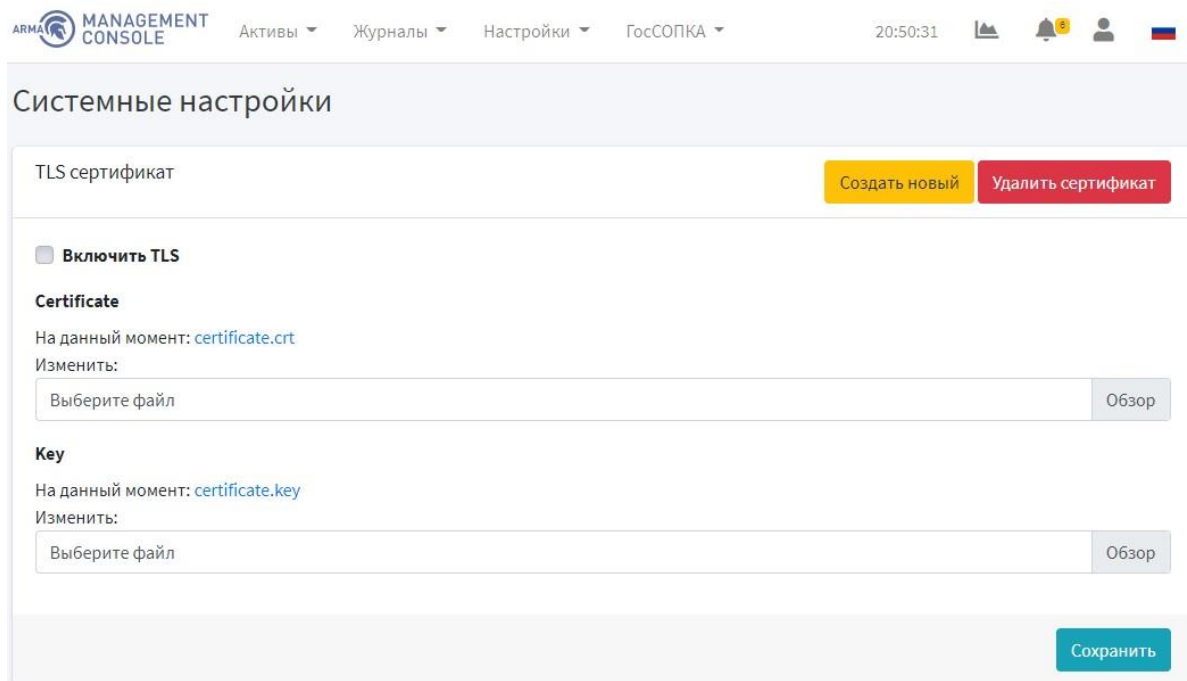 ARMA MANAGEMENT CONSOLE Активы Журналы Настройки ГосСОПКА 20:50:31 6
Системные настройки
TLS сертификат Создать новый Удалить сертификат
Включить TLS
Certificate
На данный момент: certificate.crt
Изменить:
Выберите файл Обзор
Key
На данный момент: certificate.key
Изменить:
Выберите файл Обзор
Сохранить